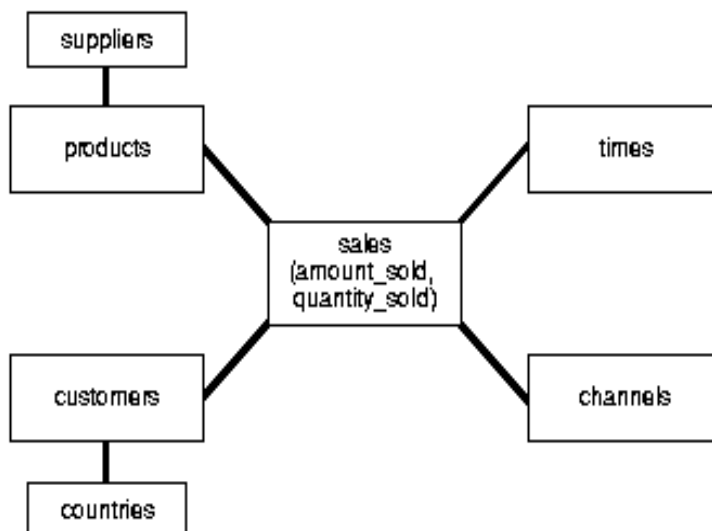 suppliers
products
times
sales
(amount_sold,
quantity_sold)
customers
channels
countries